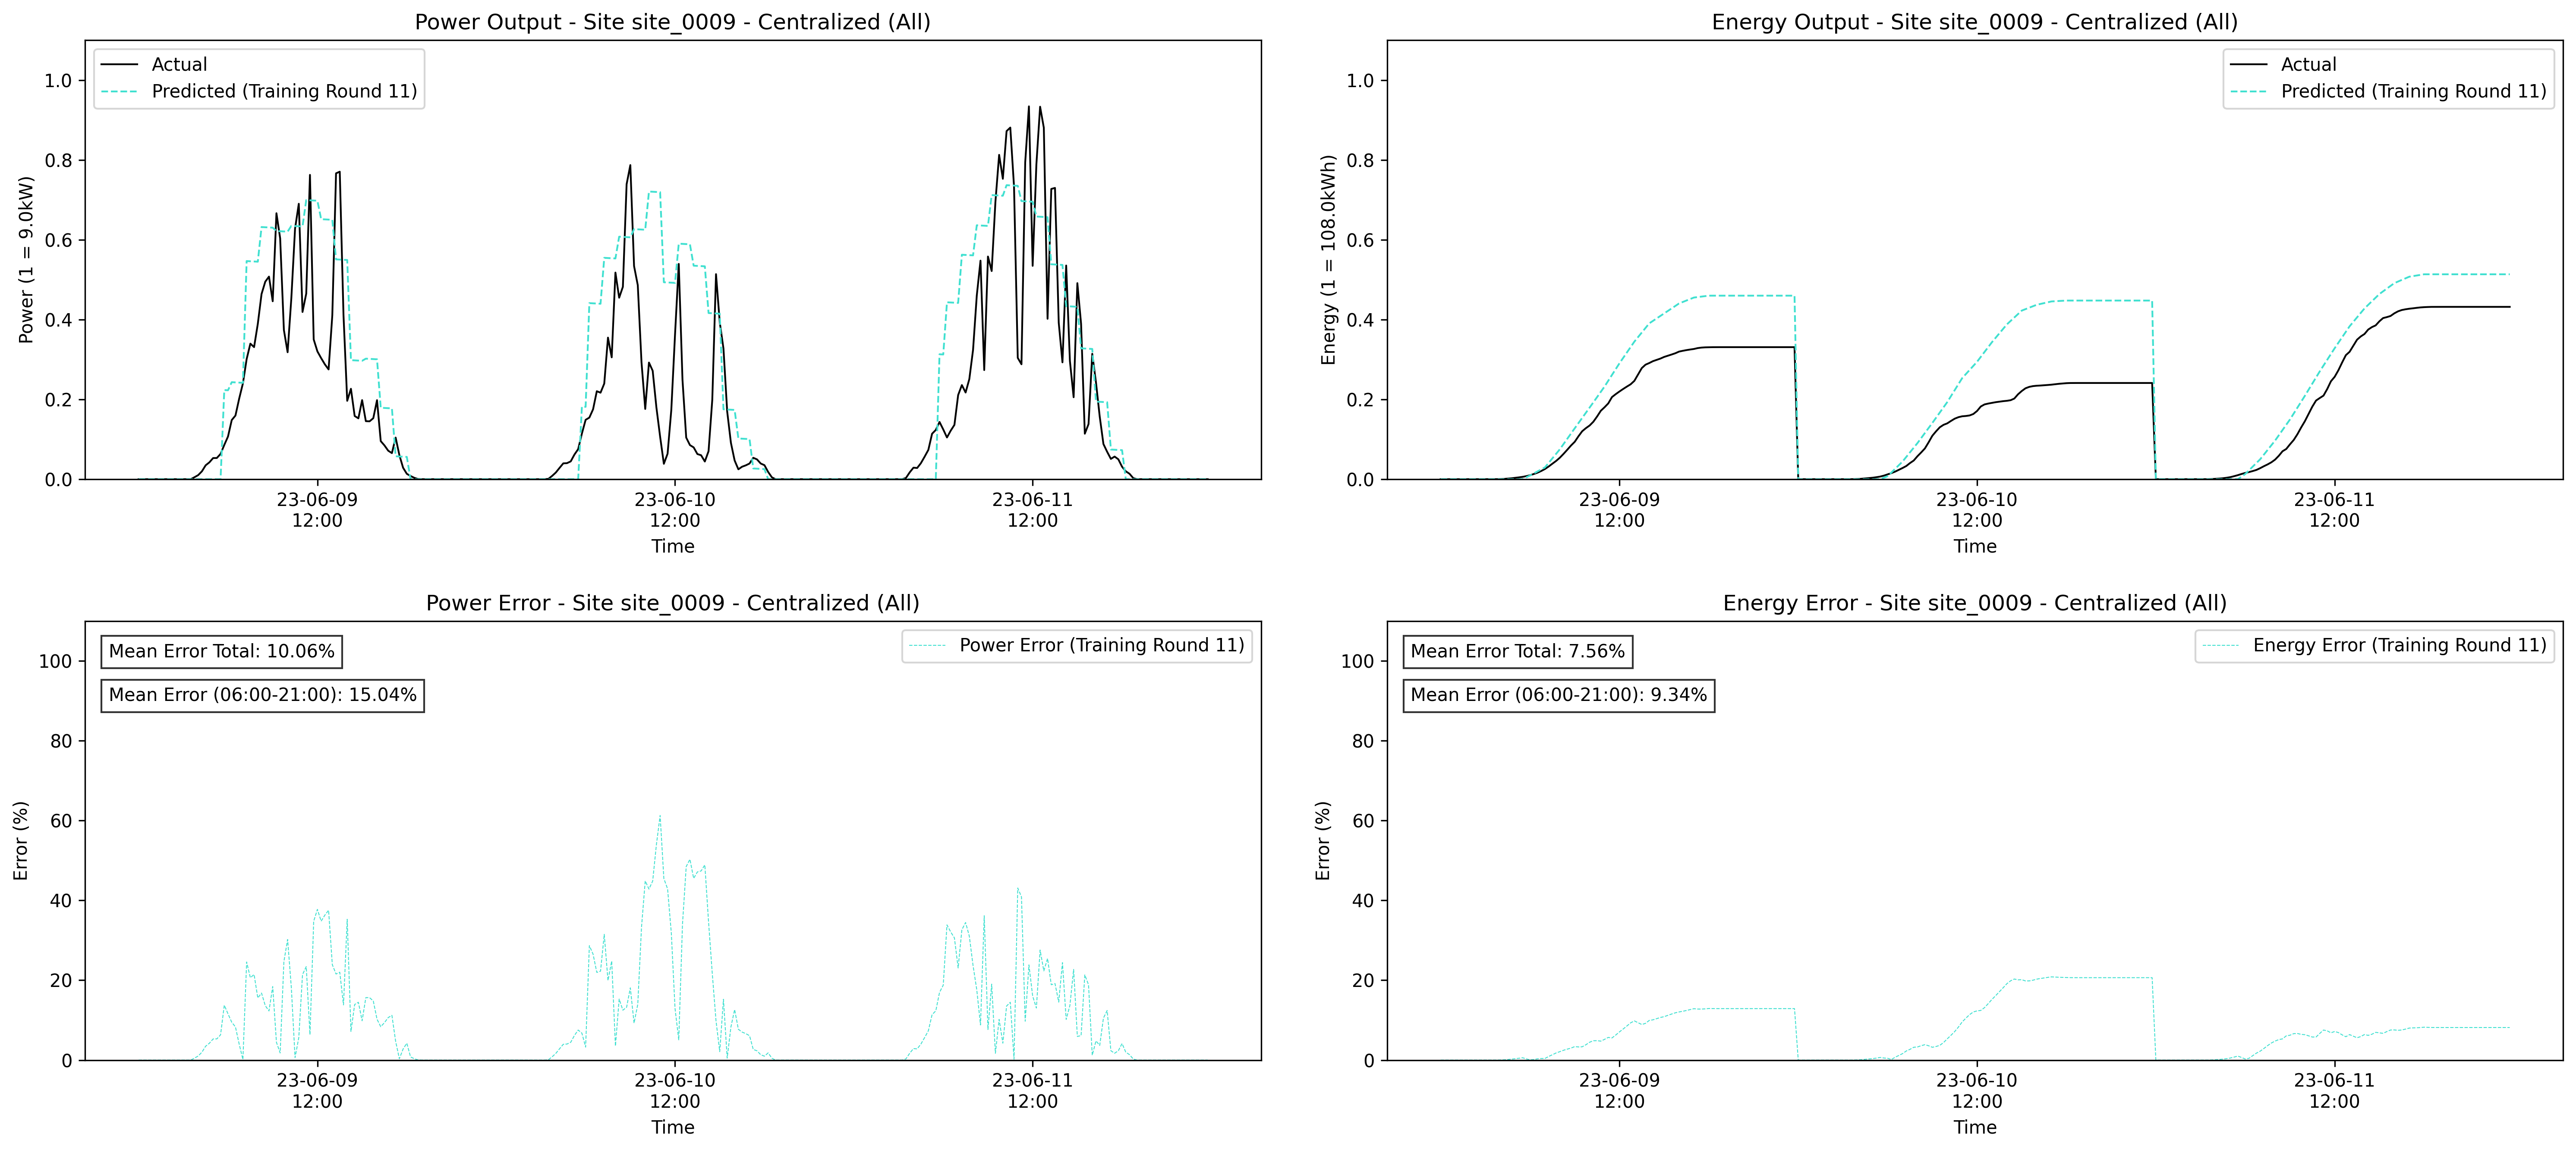 Power Output - Site site_0009 - Centralized (All)
Actual
Predicted (Training Round 11)
1.0
0.8
0.6
0.4
0.2
0.0
Power (1 = 9.0kW)
23-06-09
12:00
23-06-10
12:00
23-06-11
12:00
Time
Energy Output - Site site_0009 - Centralized (All)
Actual
Predicted (Training Round 11)
1.0
0.8
0.6
0.4
0.2
0.0
Energy (1 = 108.0kWh)
23-06-09
12:00
23-06-10
12:00
23-06-11
12:00
Time
Power Error - Site site_0009 - Centralized (All)
Mean Error Total: 10.06%
Mean Error (06:00-21:00): 15.04%
Power Error (Training Round 11)
100
80
60
40
20
0
Error (%)
23-06-09
12:00
23-06-10
12:00
23-06-11
12:00
Time
Energy Error - Site site_0009 - Centralized (All)
Mean Error Total: 7.56%
Mean Error (06:00-21:00): 9.34%
Energy Error (Training Round 11)
100
80
60
40
20
0
Error (%)
23-06-09
12:00
23-06-10
12:00
23-06-11
12:00
Time